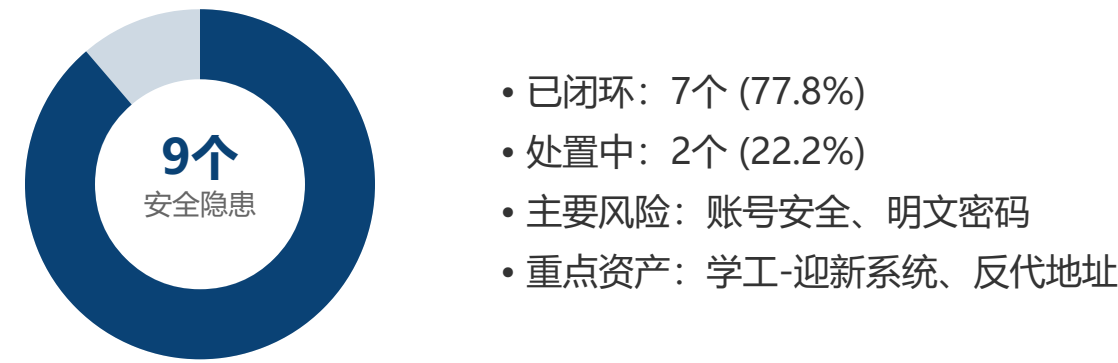 9个
安全隐患
• 已闭环：7个 (77.8%)
• 处置中：2个 (22.2%)
• 主要风险：账号安全、明文密码
• 重点资产：学工-迎新系统、反代地址